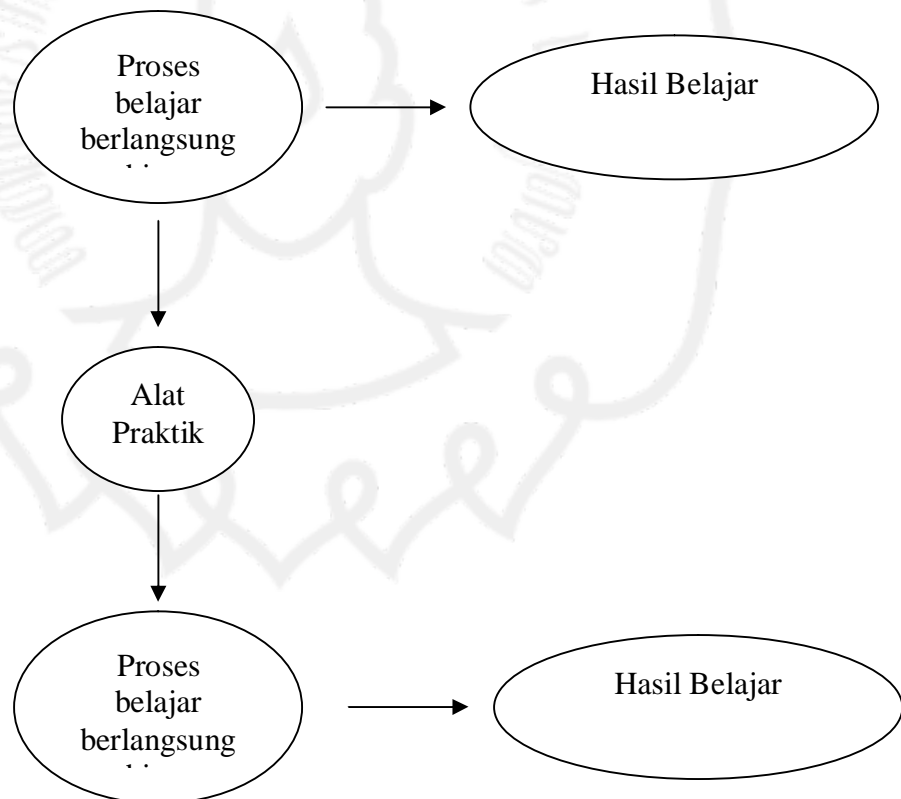 Proses
belajar
berlangsung
Hasil Belajar
Alat
Praktik
Proses
belajar
berlangsung
Hasil Belajar